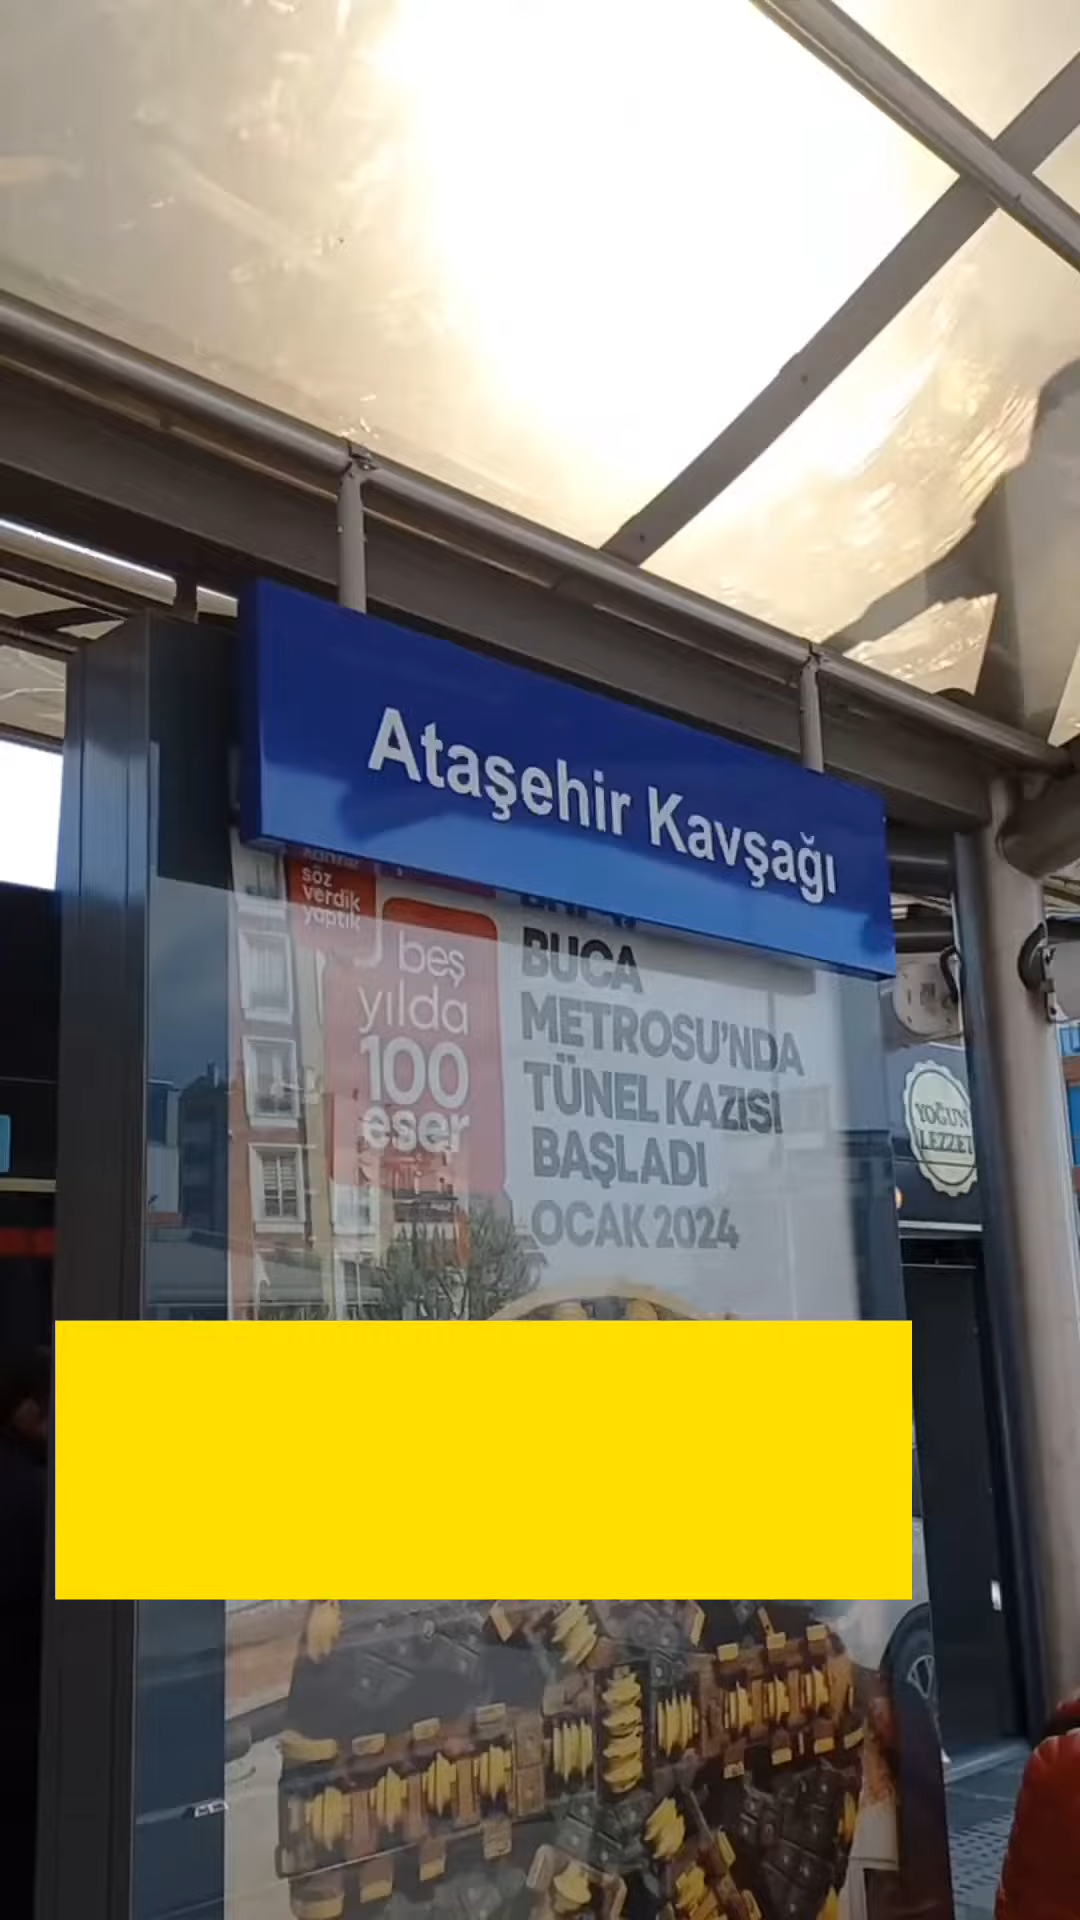 Ataşehir Kavşağı
söz
verdik
yaptık
beş
yılda
100
eser
BUCA
METROSU'NDA
TÜNEL KAZISI
BAŞLADI
OCAK 2024
YOĞUN
LEZZET